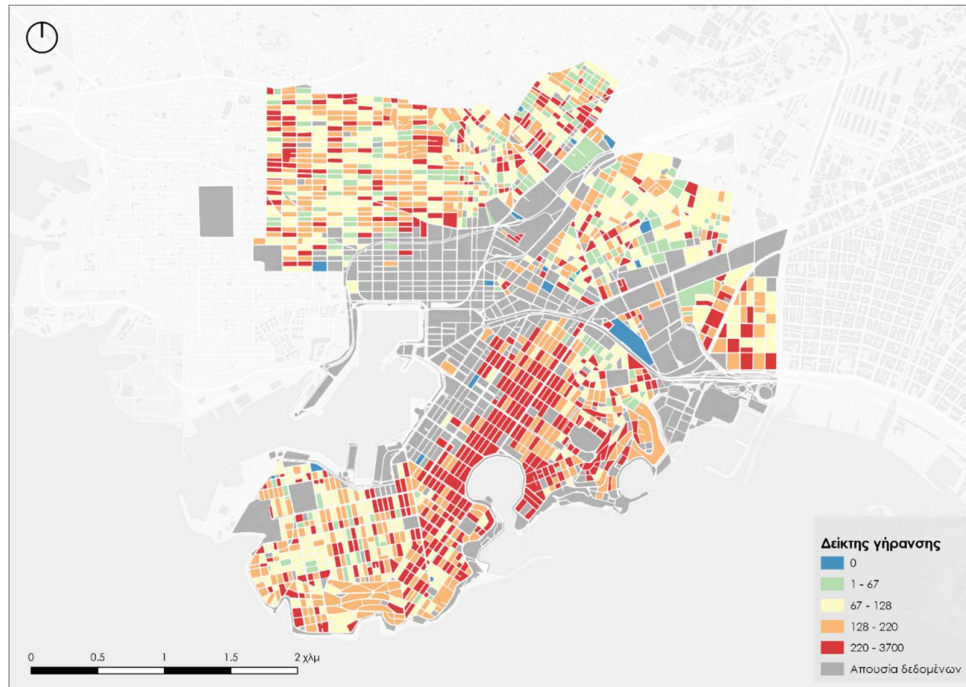 Δείκτης γήρανσης
0
1 - 67
67 - 128
128 - 220
220 - 3700
Απουσία δεδομένων
0 0.5 1 1.5 2 χλμ